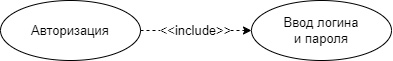 Авторизация
<<include>>
Ввод логина
и пароля